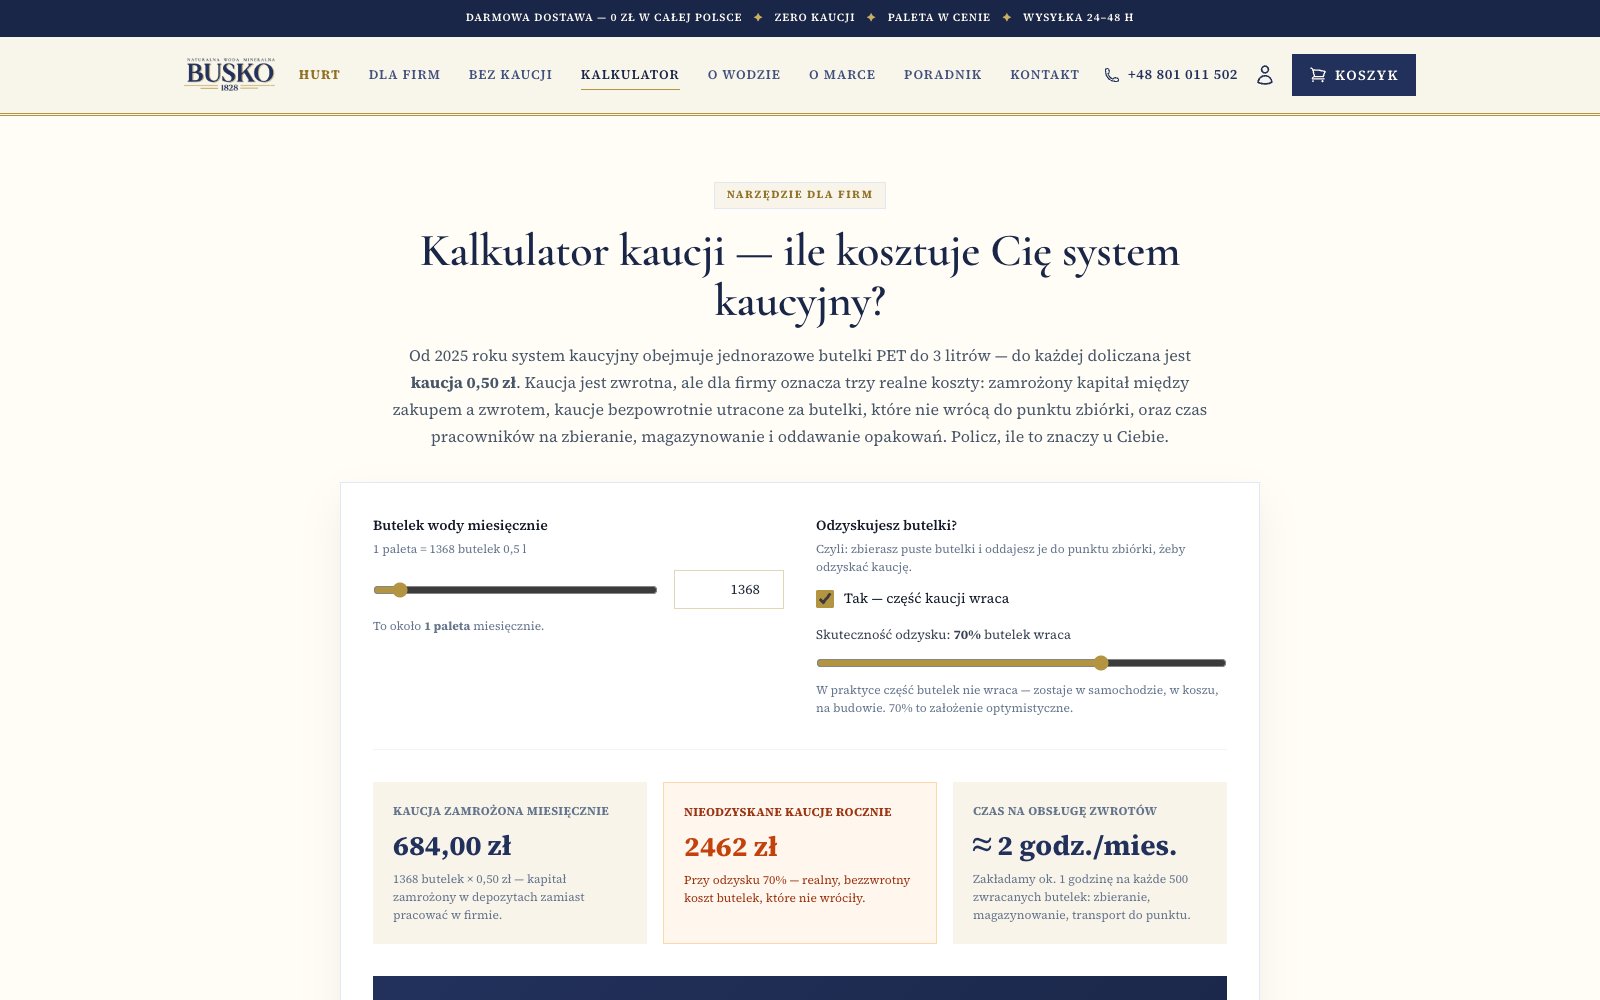 DARMOWA DOSTAWA — 0 ZŁ W CAŁEJ POLSCE ✦ ZERO KAUCJI ✦ PALETA W CENIE ✦ WYSYŁKA 24–48 H
NATURALNA WODA MINERALNA
BUSKO
1828
HURT DLA FIRM BEZ KAUCJI KALKULATOR O WODZIE O MARCE PORADNIK KONTAKT +48 801 011 502 KOSZYK
NARZĘDZIE DLA FIRM
Kalkulator kaucji — ile kosztuje Cię system
kaucyjny?
Od 2025 roku system kaucyjny obejmuje jednorazowe butelki PET do 3 litrów — do każdej doliczana jest
kaucja 0,50 zł. Kaucja jest zwrotna, ale dla firmy oznacza trzy realne koszty: zamrożony kapitał między
zakupem a zwrotem, kaucje bezpowrotnie utracone za butelki, które nie wrócą do punktu zbiórki, oraz czas
pracowników na zbieranie, magazynowanie i oddawanie opakowań. Policz, ile to znaczy u Ciebie.
Butelek wody miesięcznie
1 paleta = 1368 butelek 0,5 l
1368
To około 1 paleta miesięcznie.
Odzyskujesz butelki?
Czyli: zbierasz puste butelki i oddajesz je do punktu zbiórki, żeby
odzyskać kaucję.
Tak — część kaucji wraca
Skuteczność odzysku: 70% butelek wraca
W praktyce część butelek nie wraca — zostaje w samochodzie, w koszu,
na budowie. 70% to założenie optymistyczne.
KAUCJA ZAMROŻONA MIESIĘCZNIE
684,00 zł
1368 butelek × 0,50 zł — kapitał
zamrożony w depozytach zamiast
pracować w firmie.
NIEODZYSKANE KAUCJE ROCZNIE
2462 zł
Przy odzysku 70% — realny, bezzwrotny
koszt butelek, które nie wróciły.
CZAS NA OBSŁUGĘ ZWROTÓW
≈ 2 godz./mies.
Zakładamy ok. 1 godzinę na każde 500
zwracanych butelek: zbieranie,
magazynowanie, transport do punktu.